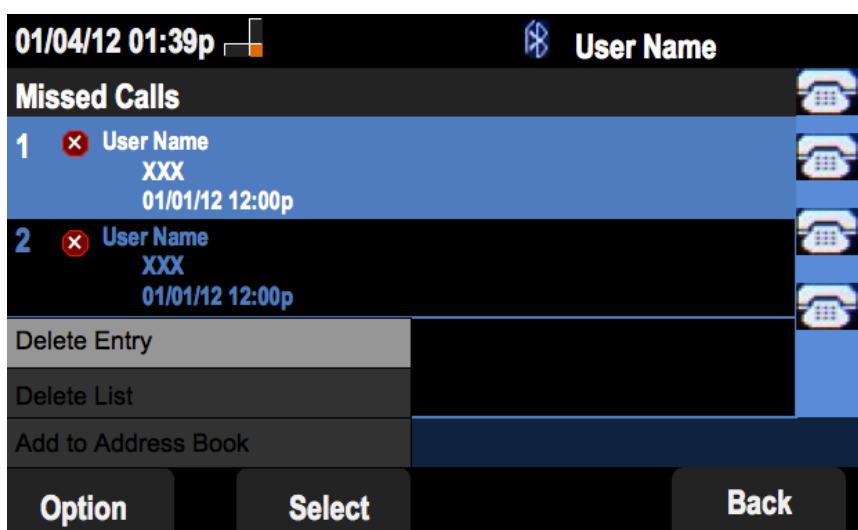 01/04/12 01:39p User Name
Missed Calls
1 User Name
XXX
01/01/12 12:00p
2 User Name
XXX
01/01/12 12:00p
Delete Entry
Delete List
Add to Address Book
Option Select Back